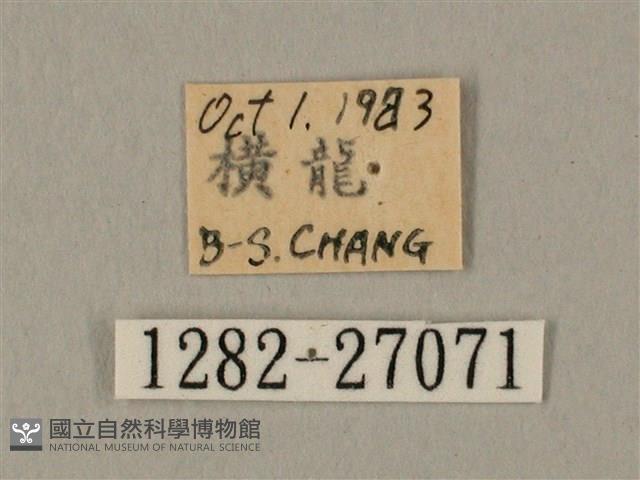 Oct 1. 1983
橫龍
B-S. CHANG
1282-27071
國立自然科學博物館
NATIONAL MUSEUM OF NATURAL SCIENCE